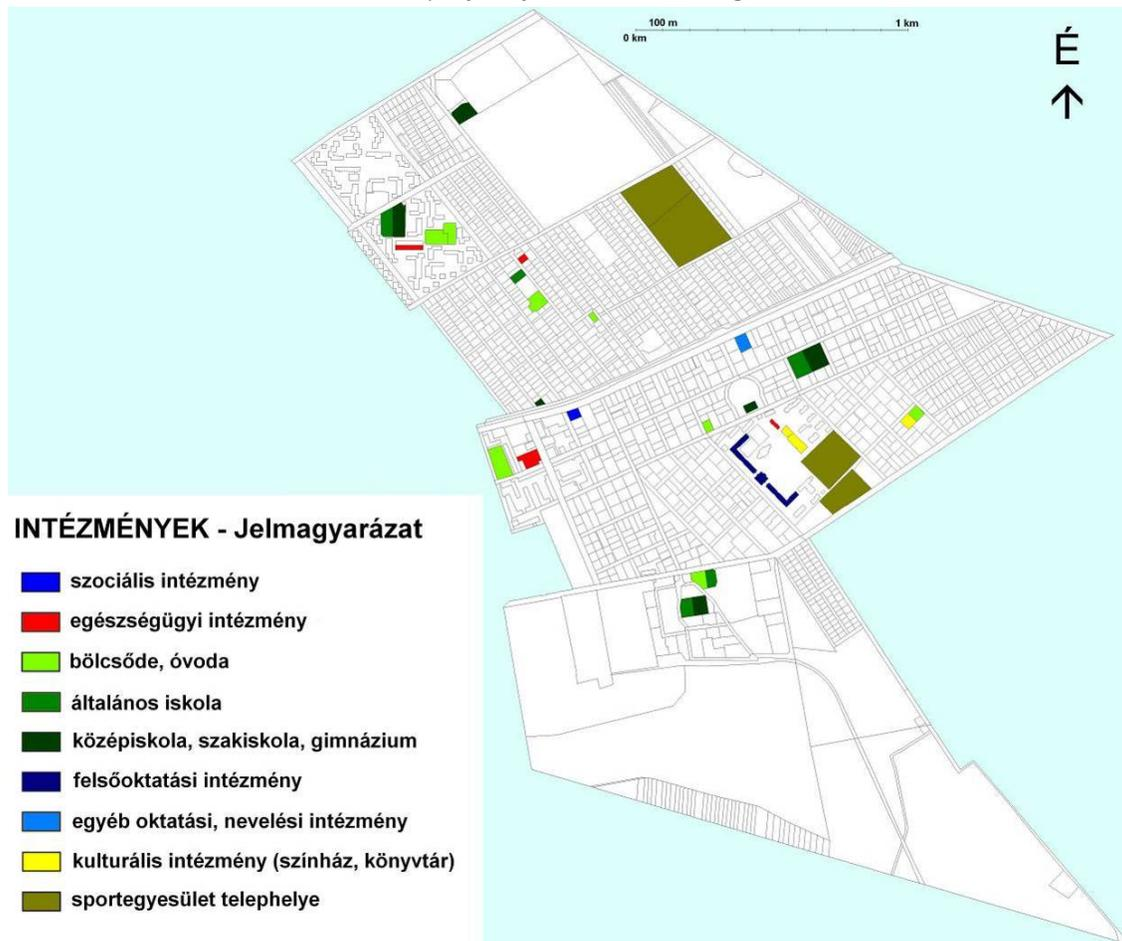 100 m
1 km
0 km
É
INTÉZMÉNYEK - Jelmagyarázat
szociális intézmény
egészségügyi intézmény
bölcsőde, óvoda
általános iskola
középiskola, szakiskola, gimnázium
felsőoktatási intézmény
egyéb oktatási, nevelési intézmény
kulturális intézmény (színház, könyvtár)
sportegyesület telephelye